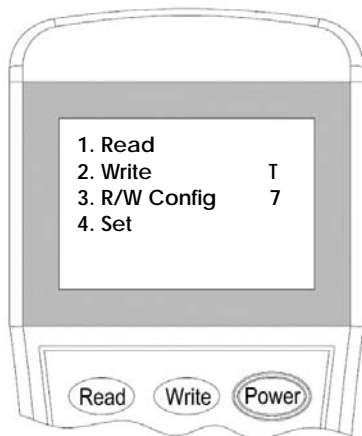 1. Read
2. Write T
3. R/W Config 7
4. Set
Read Write Power